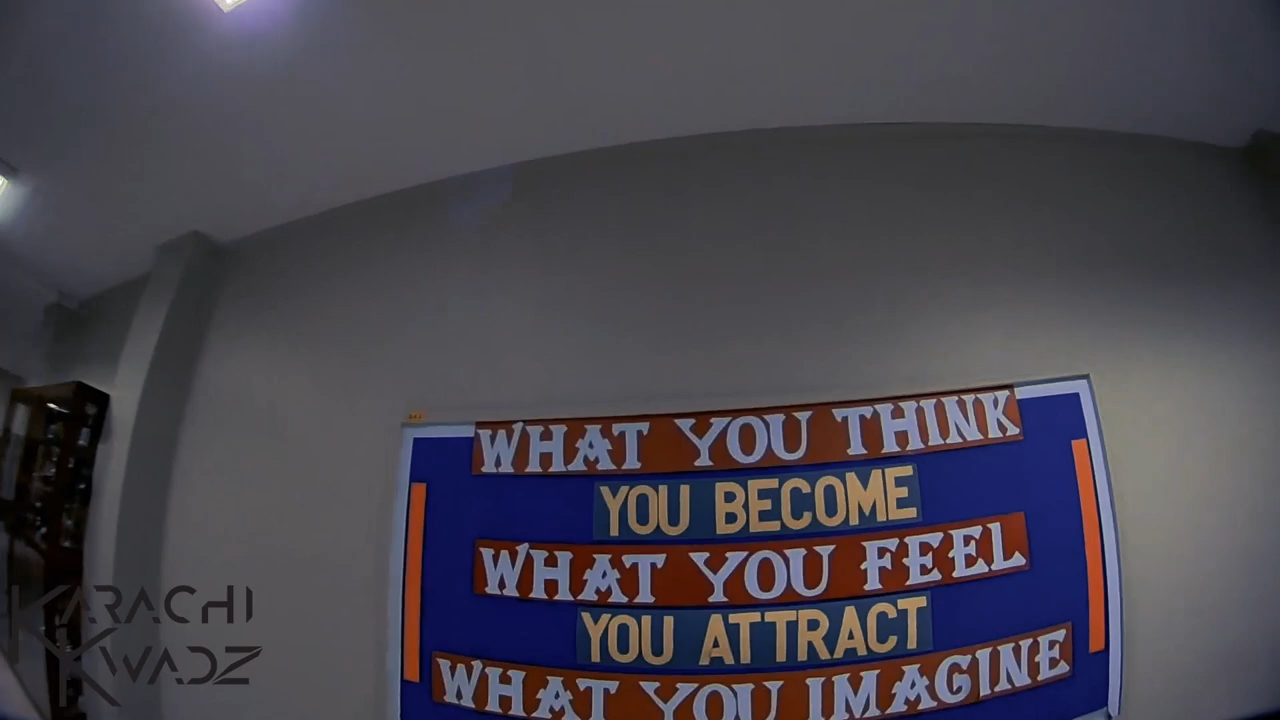 WHAT YOU THINK
YOU BECOME
WHAT YOU FEEL
YOU ATTRACT
WHAT YOU IMAGINE
KARACHI
KWADZ